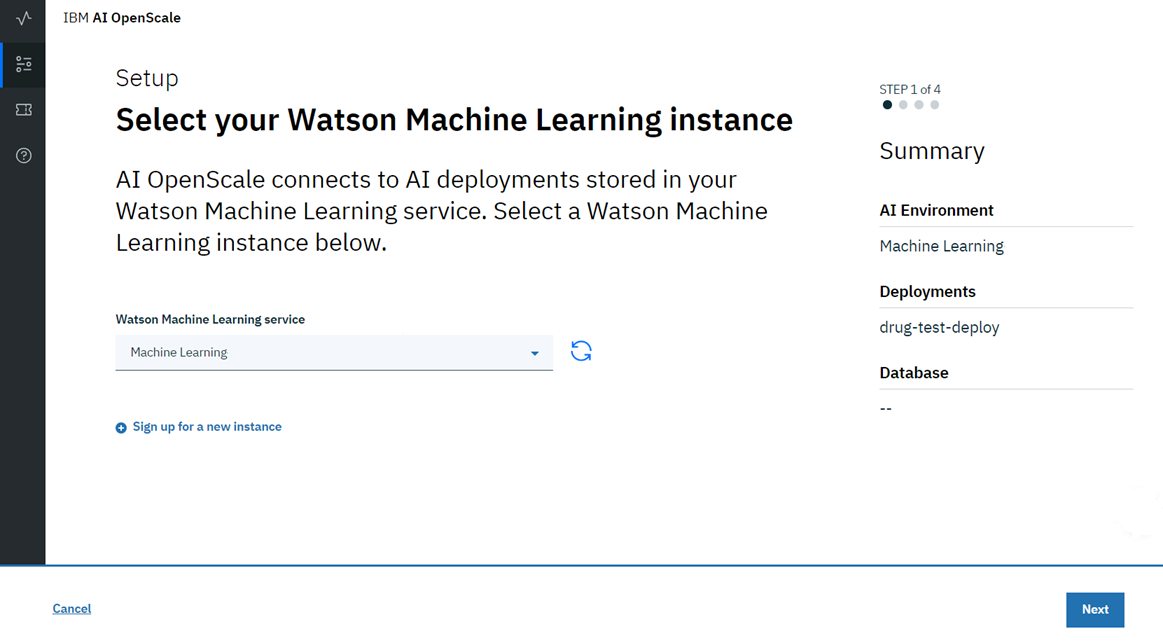 IBM AI OpenScale
Setup
Select your Watson Machine Learning instance
AI OpenScale connects to AI deployments stored in your
Watson Machine Learning service. Select a Watson Machine
Learning instance below.
Watson Machine Learning service
Machine Learning
Sign up for a new instance
STEP 1 of 4
Summary
AI Environment
Machine Learning
Deployments
drug-test-deploy
Database
--
Cancel
Next